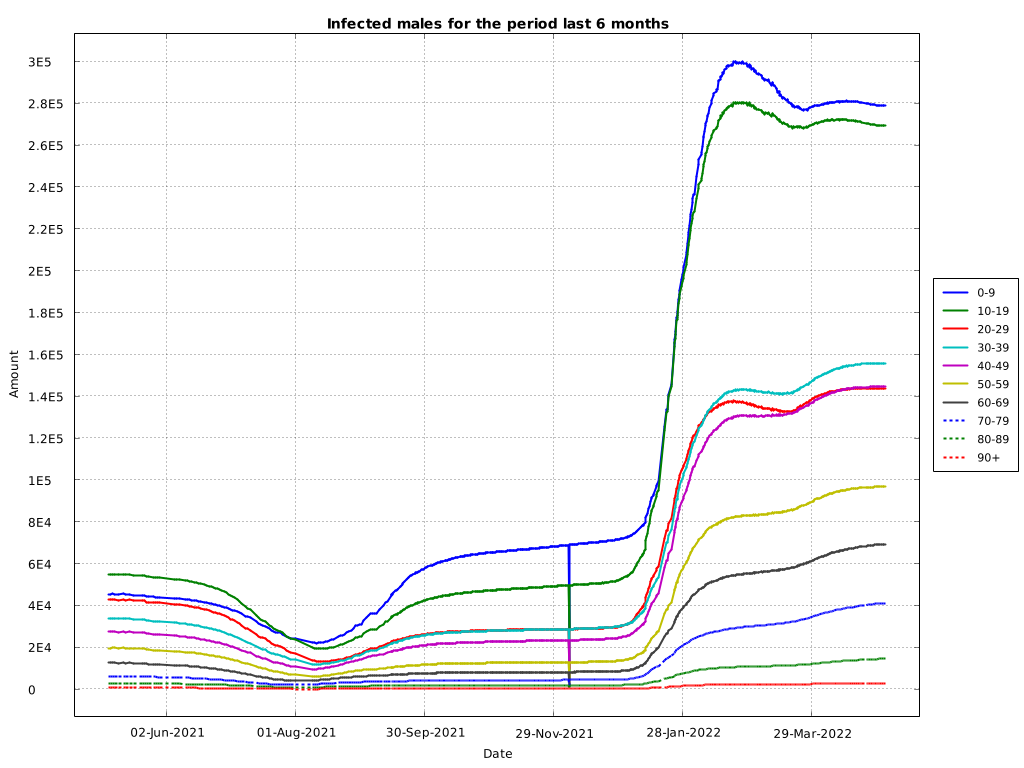 Infected males for the period last 6 months
3E5
2.8E5
2.6E5
2.4E5
2.2E5
2E5
1.8E5
1.6E5
1.4E5
1.2E5
1E5
8E4
6E4
4E4
2E4
0
Amount
02-Jun-2021
01-Aug-2021
30-Sep-2021
29-Nov-2021
28-Jan-2022
29-Mar-2022
Date
0-9
10-19
20-29
30-39
40-49
50-59
60-69
70-79
80-89
90+